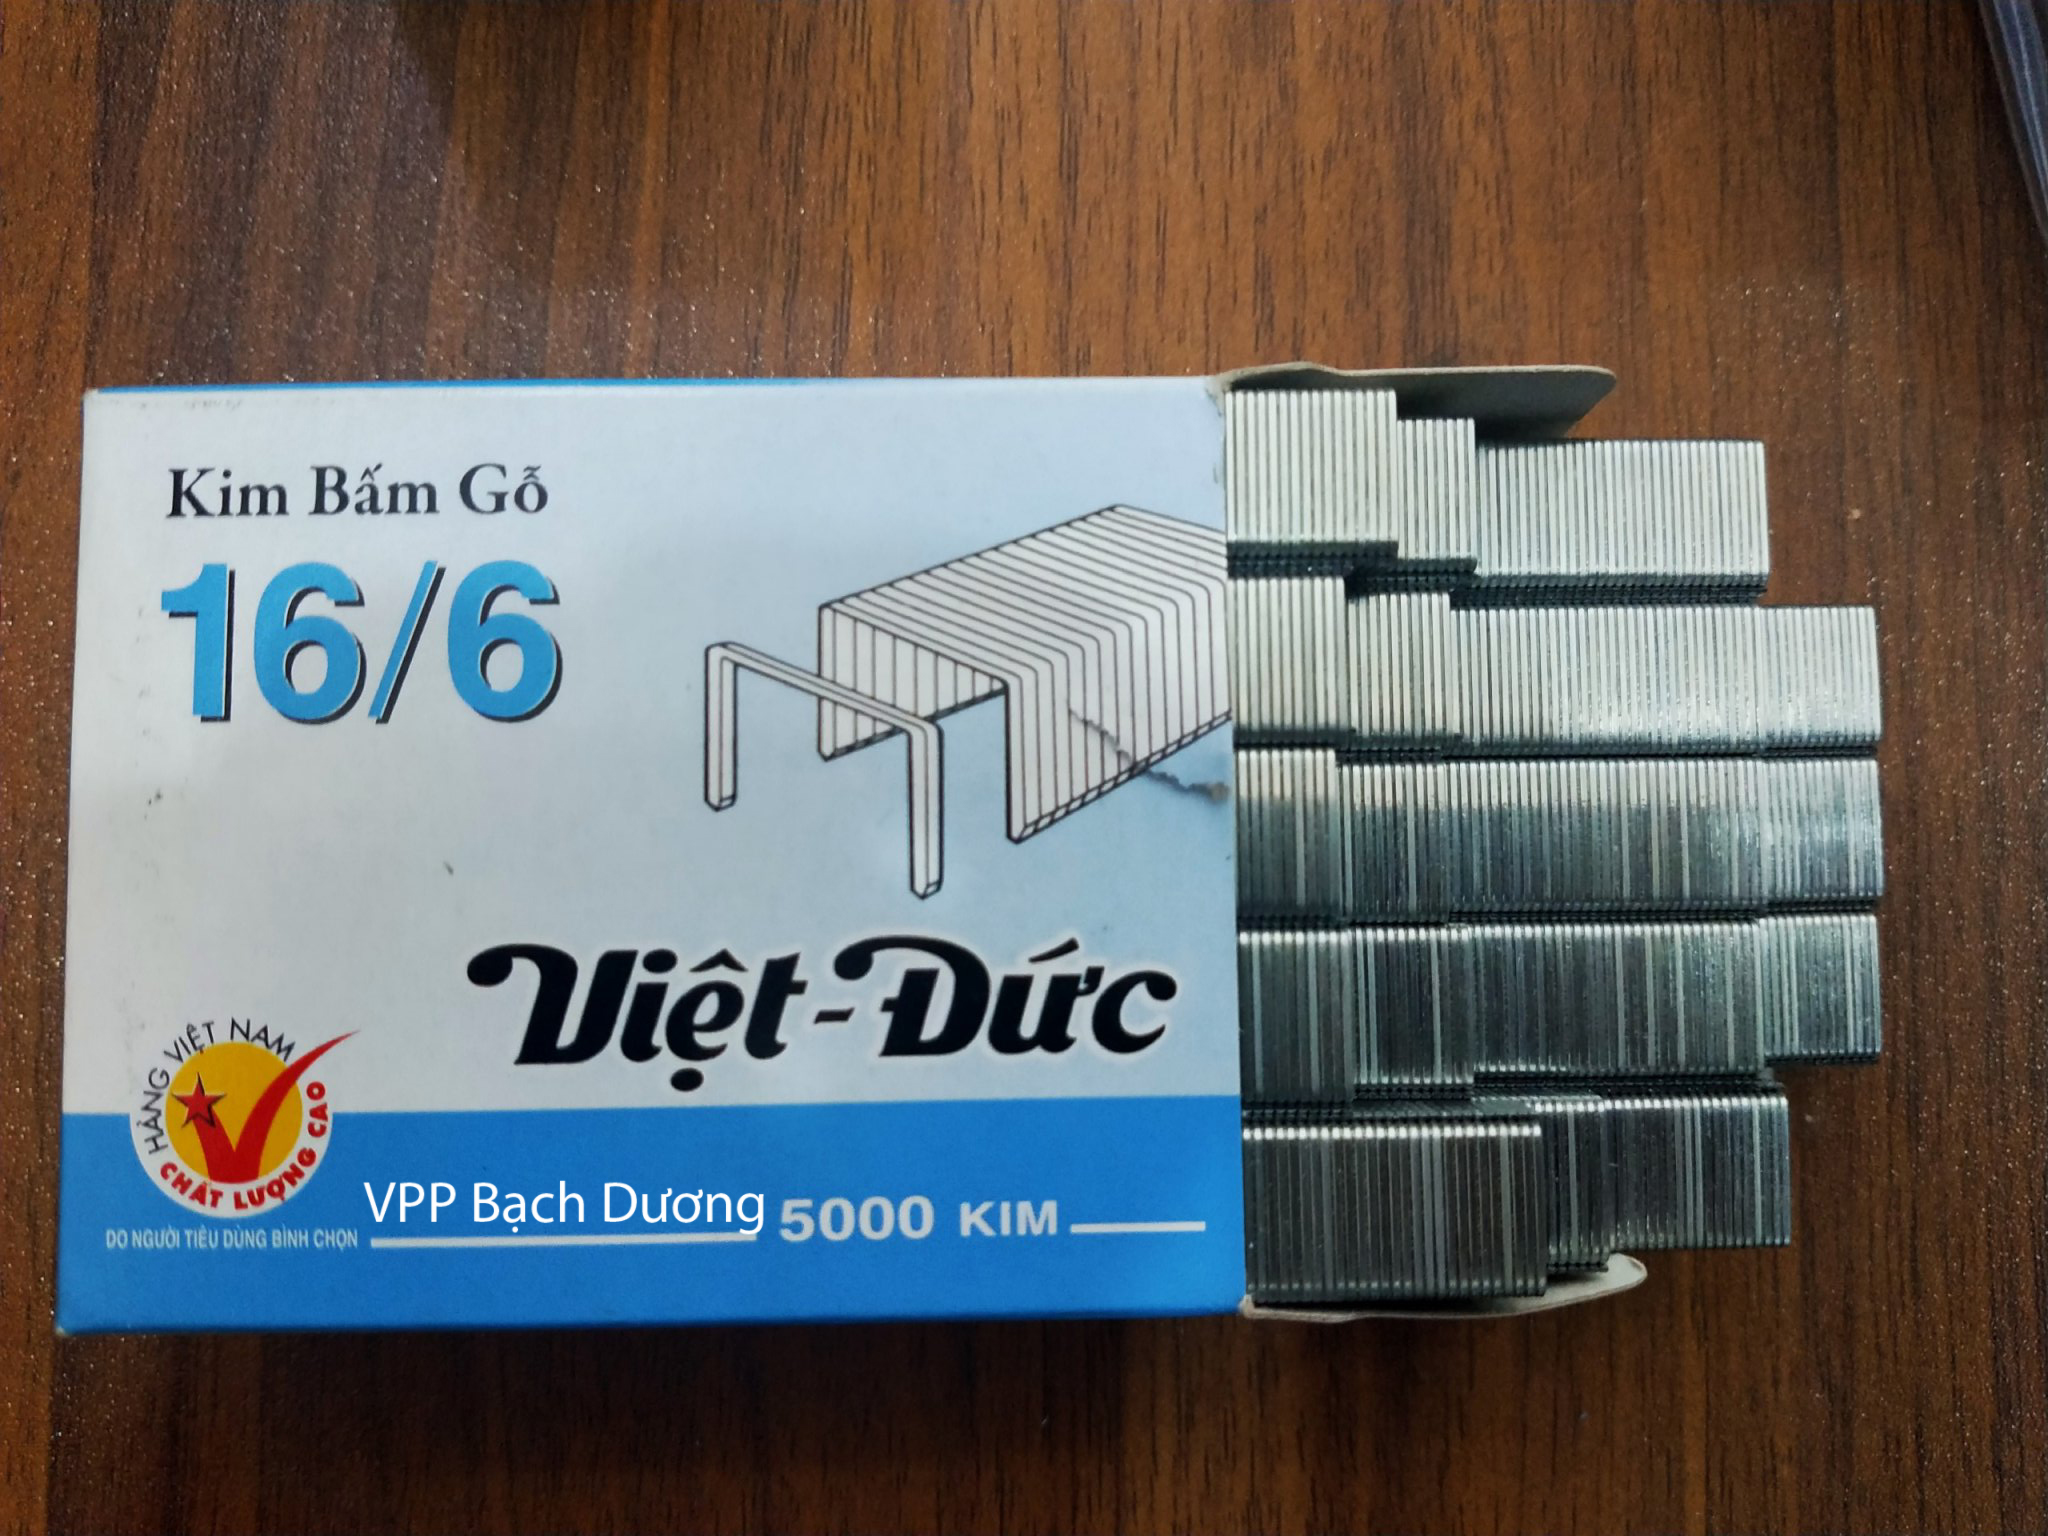 Kim Bấm Gỗ
16/6
Việt-Đức
HÀNG VIỆT NAM
CHẤT LƯỢNG CAO
DO NGƯỜI TIÊU DÙNG BÌNH CHỌN
VPP Bạch Dương
5000 KIM